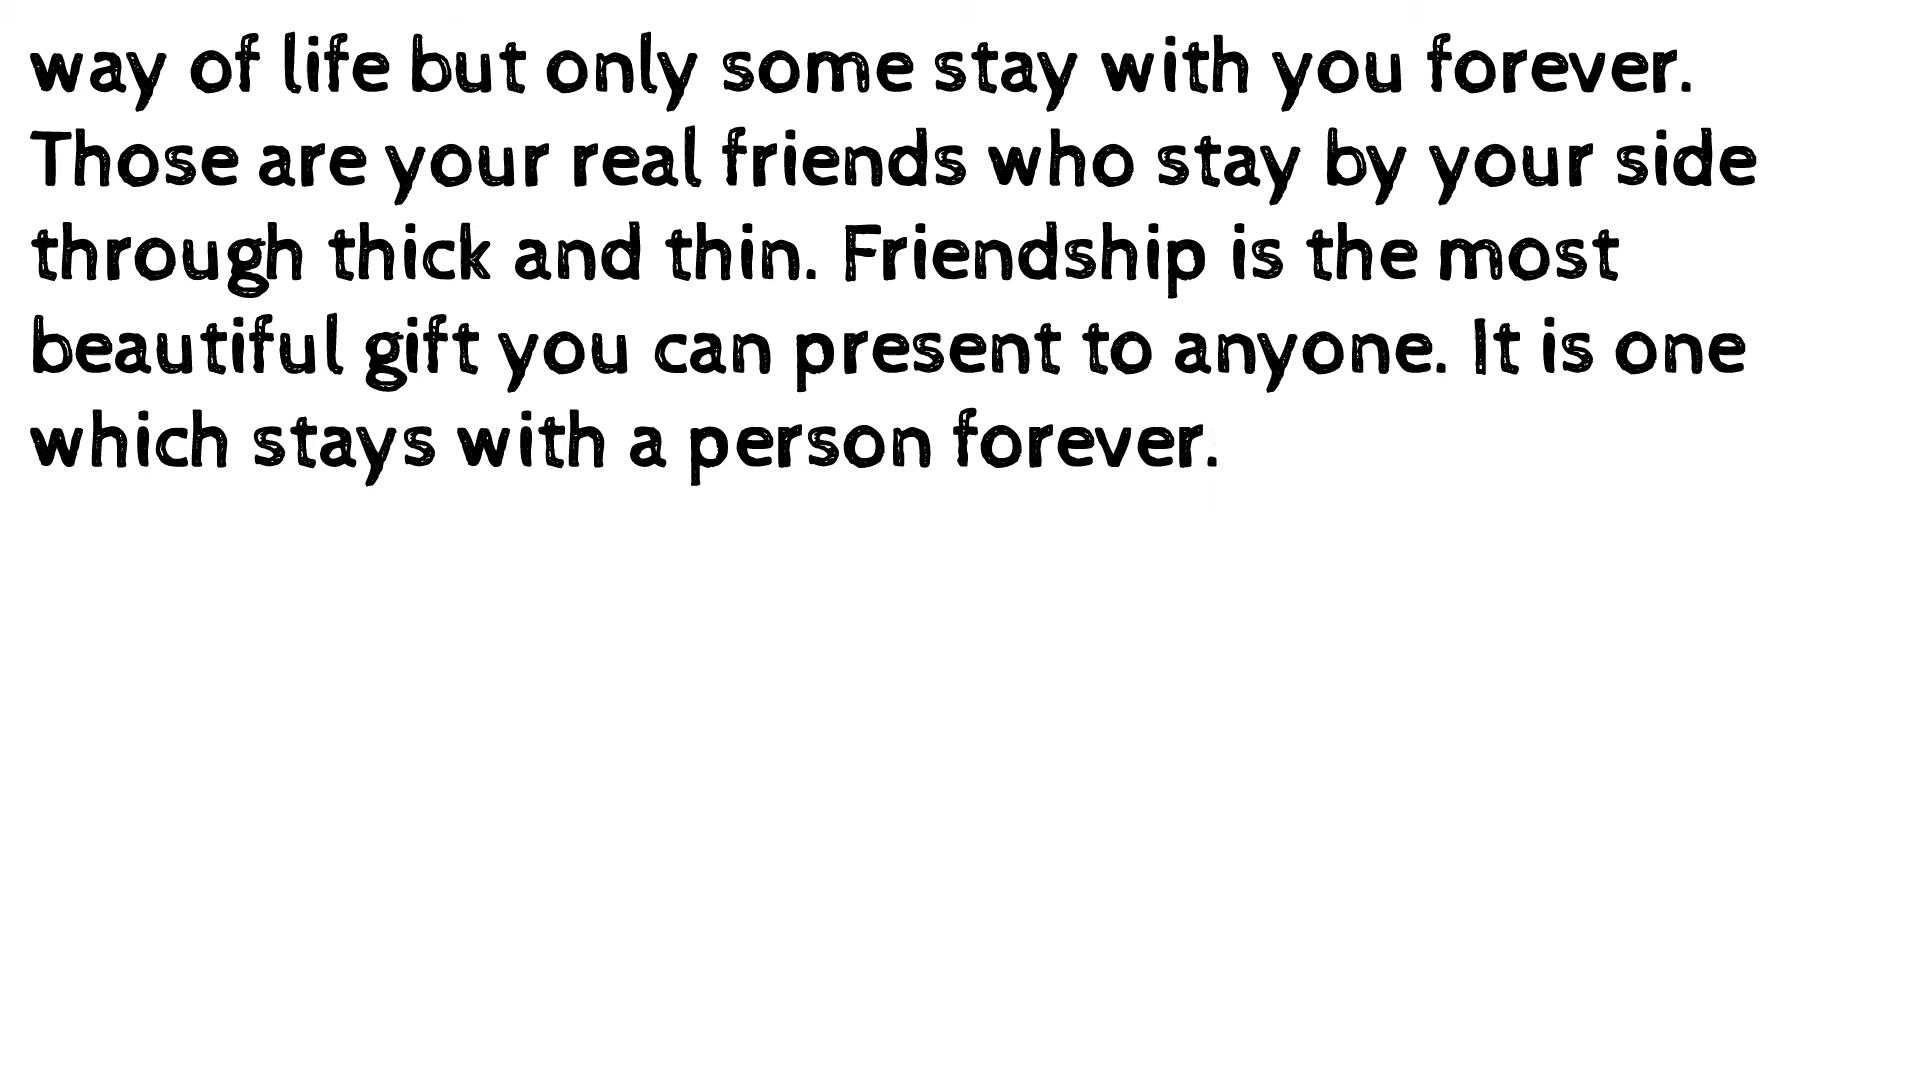 way of life but only some stay with you forever.
Those are your real friends who stay by your side
through thick and thin. Friendship is the most
beautiful gift you can present to anyone. It is one
which stays with a person forever.